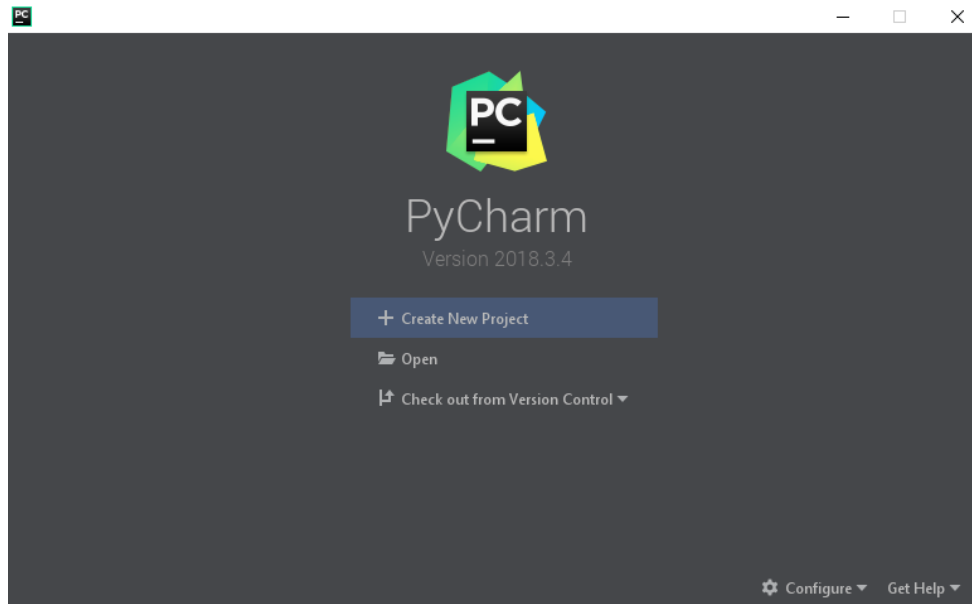 PC
PC
PyCharm
Version 2018.3.4
Create New Project
Open
Check out from Version Control
Configure Get Help